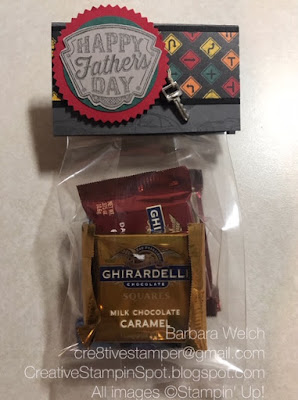 HAPPY
Father's
DAY
GHIRARDELLI
CHOCOLATE
SQUARES
MILK CHOCOLATE
CARAMEL
Barbara Welch
cre8tivestamper@gmail.com
CreativeStampinSpot.blogspot.com
All images ©Stampin' Up!